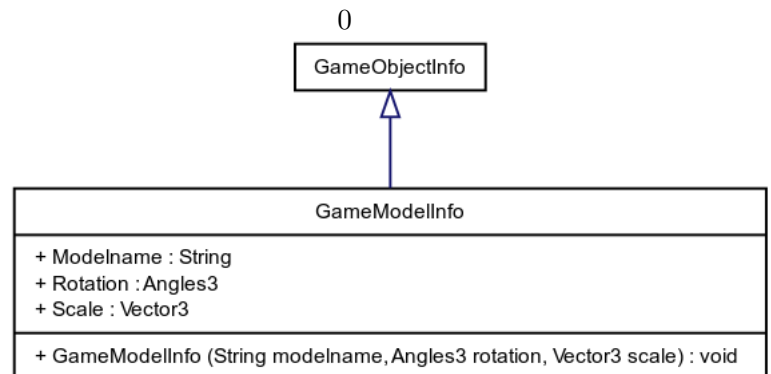 0
GameObjectInfo
GameModelInfo
+ Modelname : String
+ Rotation : Angles3
+ Scale : Vector3
+ GameModelInfo (String modelname, Angles3 rotation, Vector3 scale) : void